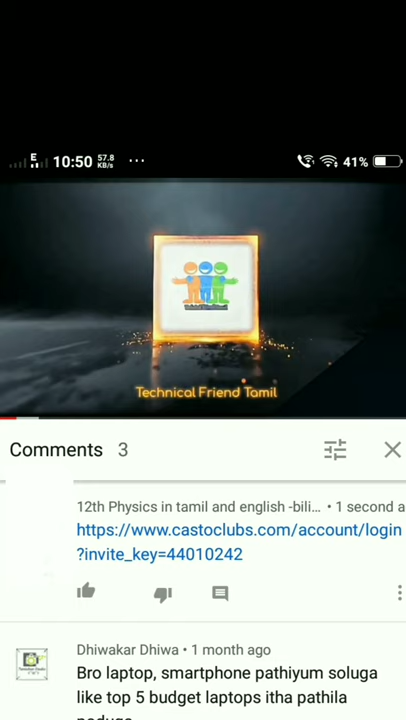 E 10:50 57.8 KB/s ... 41%
Technical Friend Tamil
Comments 3
12th Physics in tamil and english -bili... • 1 second a
https://www.castoclubs.com/account/login
?invite_key=44010242
Dhiwakar Dhiwa • 1 month ago
Bro laptop, smartphone pathiyum soluga
like top 5 budget laptops itha pathila